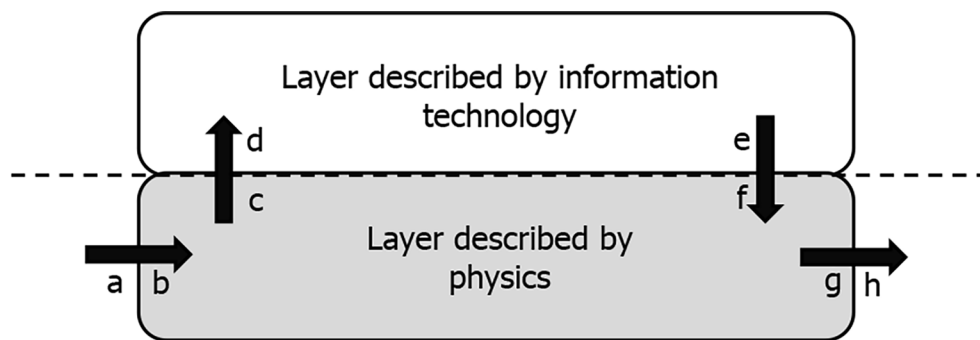 Layer described by information
technology
d
e
c
f
Layer described by
physics
a
b
g
h